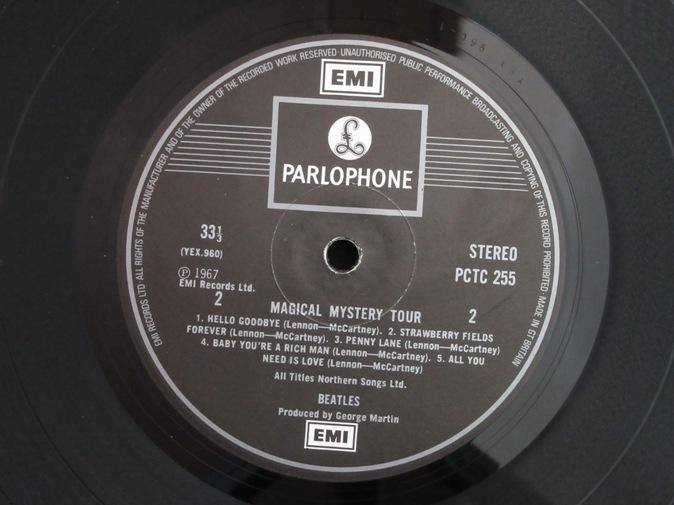 EMI RECORDS LTD ALL RIGHTS OF THE MANUFACTURER AND OF THE OWNER OF THE RECORDED WORK RESERVED · UNAUTHORISED PUBLIC PERFORMANCE BROADCASTING AND COPYING OF THIS RECORD PROHIBITED · MADE IN GT BRITAIN
EMI
£
PARLOPHONE
33 1/3
(YEX.960)
Ⓟ 1967
EMI Records Ltd.
2
STEREO
PCTC 255
2
MAGICAL MYSTERY TOUR
1. HELLO GOODBYE (Lennon—McCartney). 2. STRAWBERRY FIELDS
FOREVER (Lennon—McCartney). 3. PENNY LANE (Lennon—McCartney)
4. BABY YOU'RE A RICH MAN (Lennon—McCartney). 5. ALL YOU
NEED IS LOVE (Lennon—McCartney)
All Titles Northern Songs Ltd.
BEATLES
Produced by George Martin
EMI